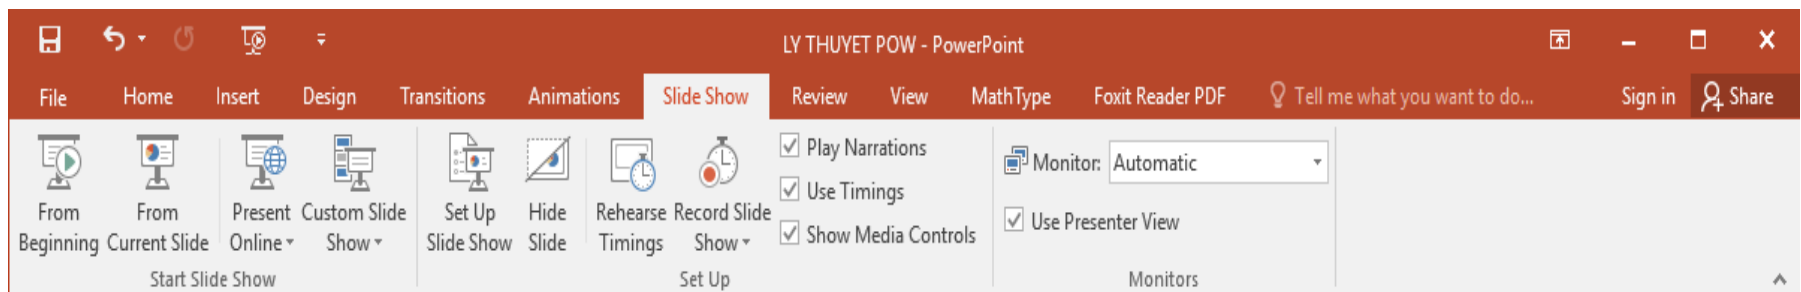 LY THUYET POW - PowerPoint
File Home Insert Design Transitions Animations Slide Show Review View MathType Foxit Reader PDF Tell me what you want to do... Sign in Share
From Beginning
From Current Slide
Present Online
Custom Slide Show
Start Slide Show
Set Up Slide Show
Hide Slide
Rehearse Timings
Record Slide Show
Play Narrations
Use Timings
Show Media Controls
Set Up
Monitor: Automatic
Use Presenter View
Monitors